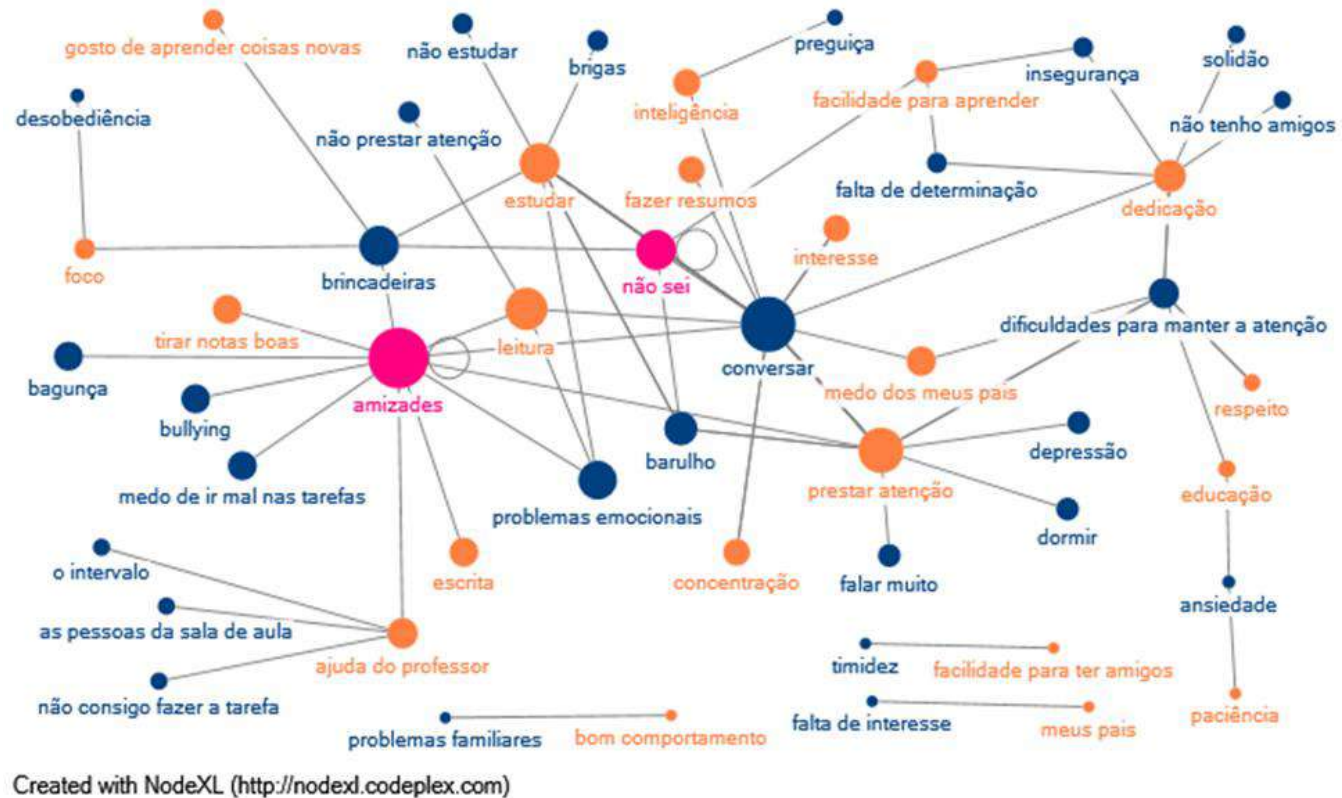 gosto de aprender coisas novas
não estudar
brigas
preguiça
solidão
insegurança
desobediência
inteligência
facilidade para aprender
não tenho amigos
não prestar atenção
estudar
fazer resumos
falta de determinação
dedicação
interesse
foco
brincadeiras
não sei
dificuldades para manter a atenção
tirar notas boas
leitura
conversar
bagunça
amizades
medo dos meus pais
respeito
bullying
barulho
depressão
medo de ir mal nas tarefas
prestar atenção
educação
problemas emocionais
dormir
o intervalo
escrita
concentração
falar muito
ansiedade
as pessoas da sala de aula
ajuda do professor
timidez
facilidade para ter amigos
não consigo fazer a tarefa
falta de interesse
meus pais
paciência
problemas familiares
bom comportamento
Created with NodeXL (http://nodexl.codeplex.com)